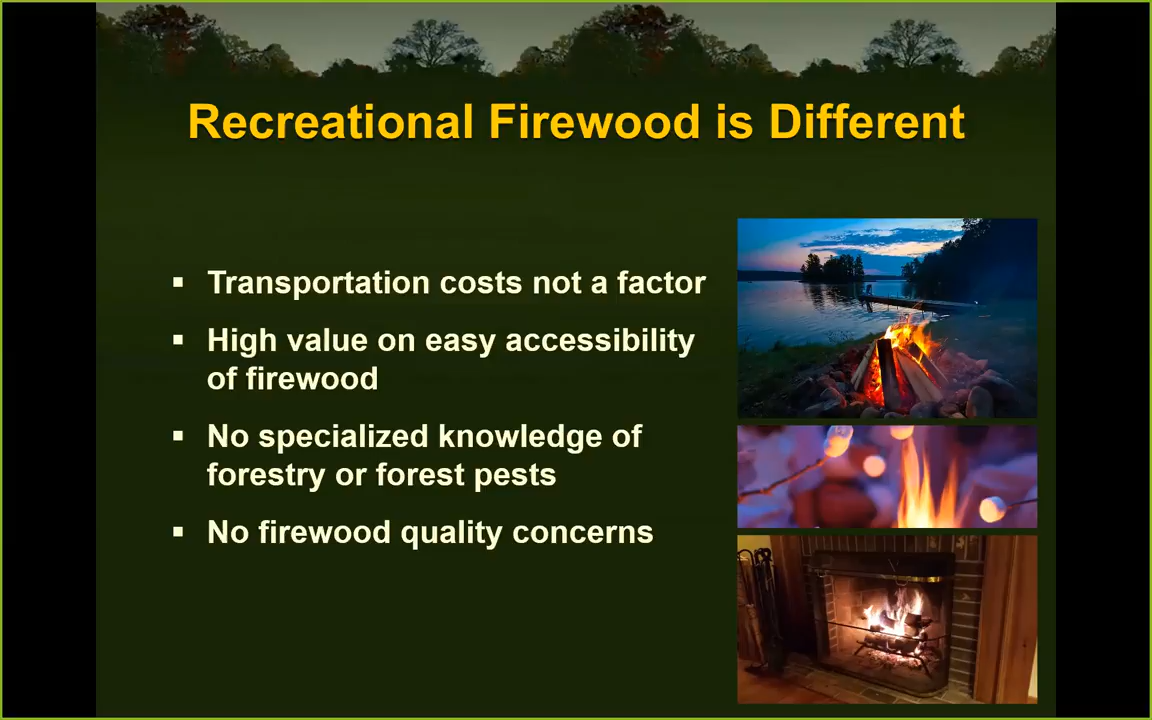 Recreational Firewood is Different
▪ Transportation costs not a factor
▪ High value on easy accessibility
of firewood
▪ No specialized knowledge of
forestry or forest pests
▪ No firewood quality concerns